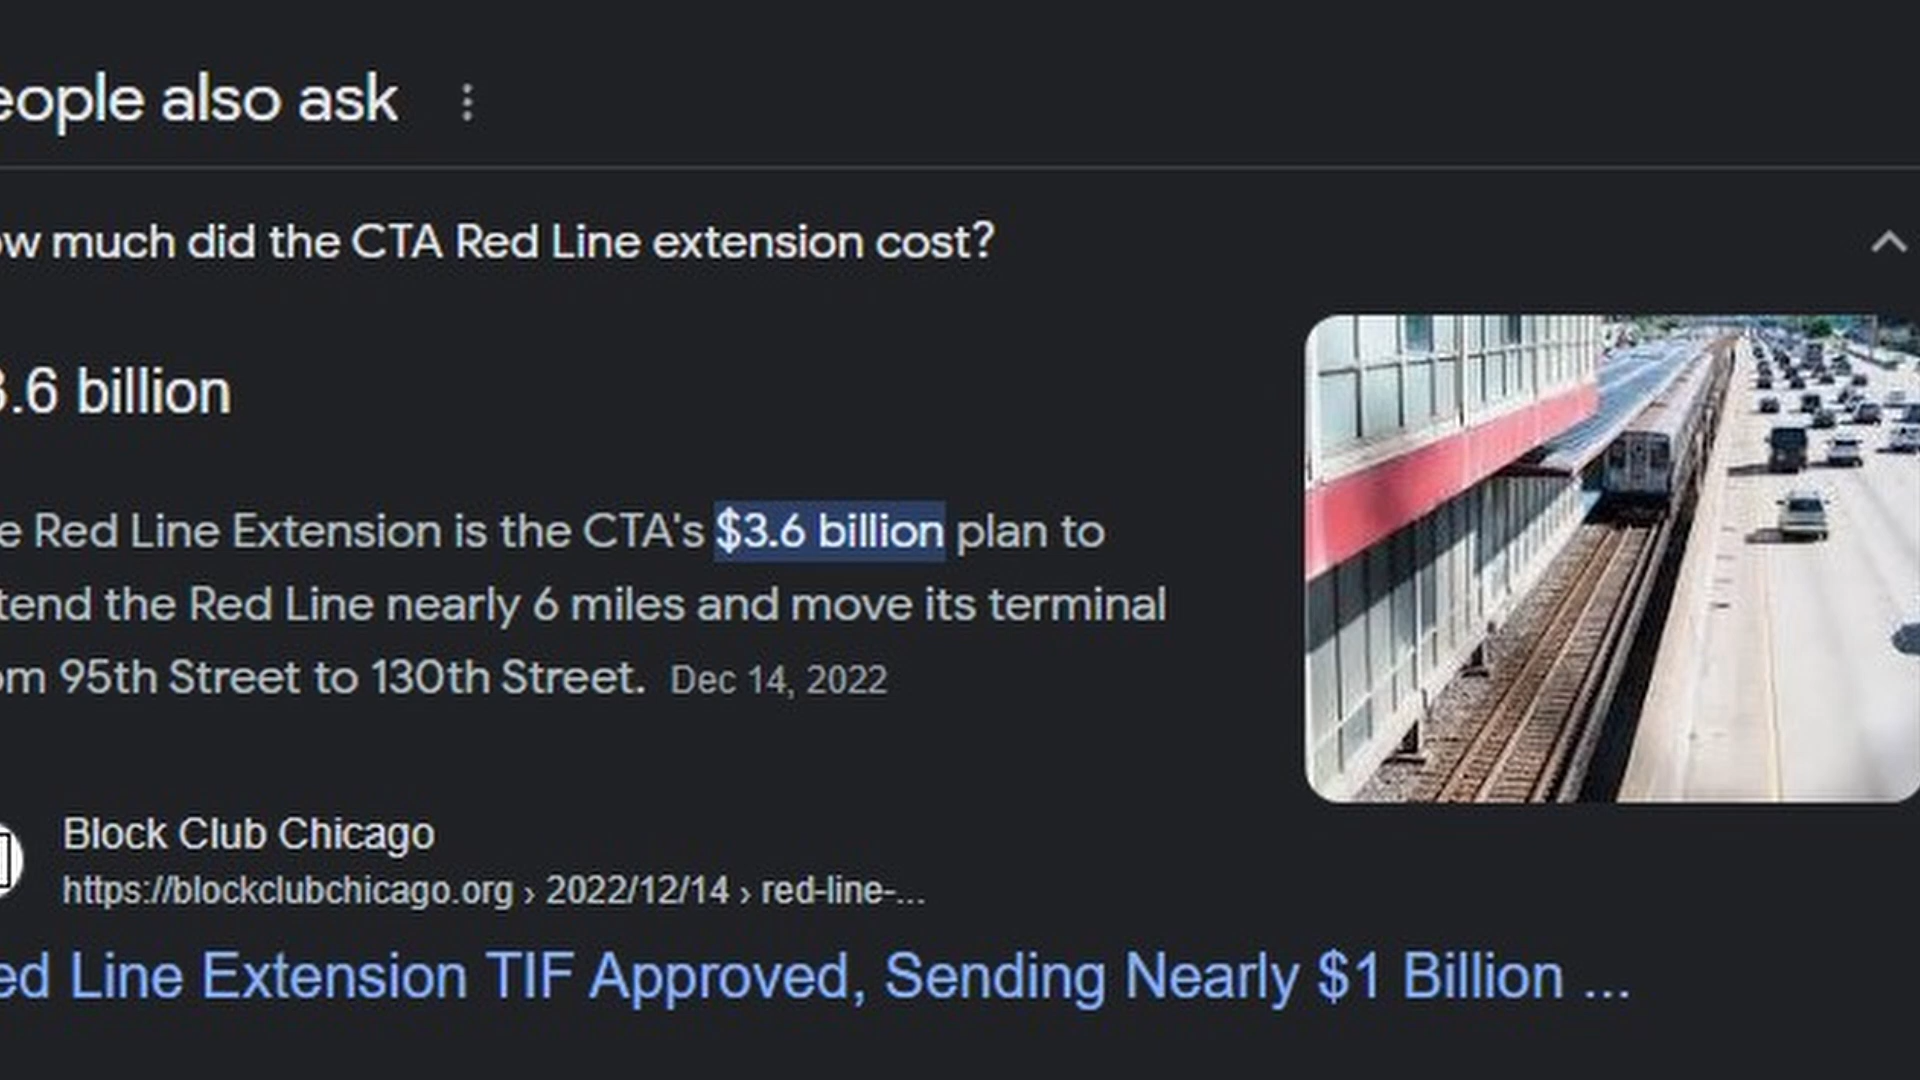 eople also ask
ow much did the CTA Red Line extension cost?
3.6 billion
e Red Line Extension is the CTA's $3.6 billion plan to
tend the Red Line nearly 6 miles and move its terminal
om 95th Street to 130th Street. Dec 14, 2022
Block Club Chicago
https://blockclubchicago.org › 2022/12/14 › red-line-...
ed Line Extension TIF Approved, Sending Nearly $1 Billion ...